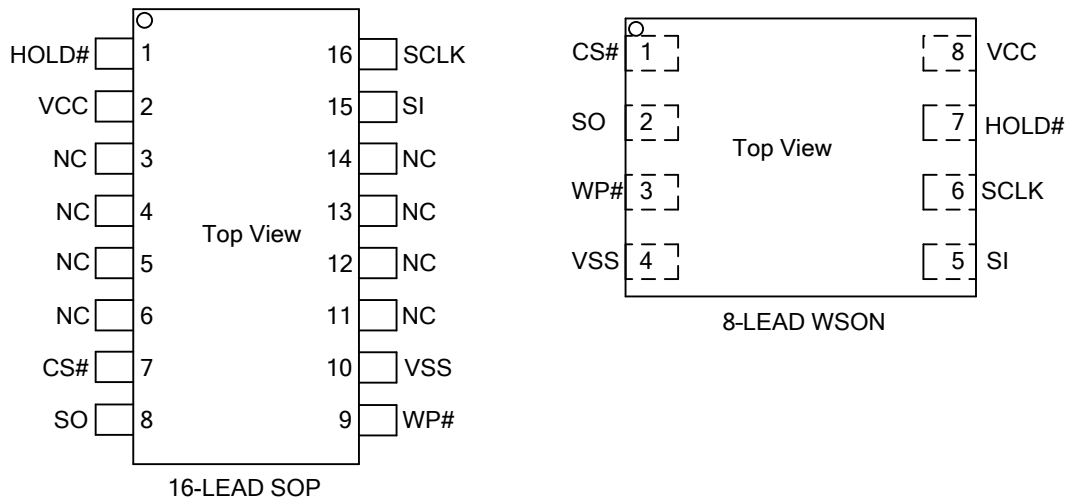 HOLD# 1 16 SCLK
VCC 2 15 SI
NC 3 14 NC
NC 4 13 NC
Top View
NC 5 12 NC
NC 6 11 NC
CS# 7 10 VSS
SO 8 9 WP#
16-LEAD SOP
CS# 1 8 VCC
SO 2 7 HOLD#
Top View
WP# 3 6 SCLK
VSS 4 5 SI
8-LEAD WSON